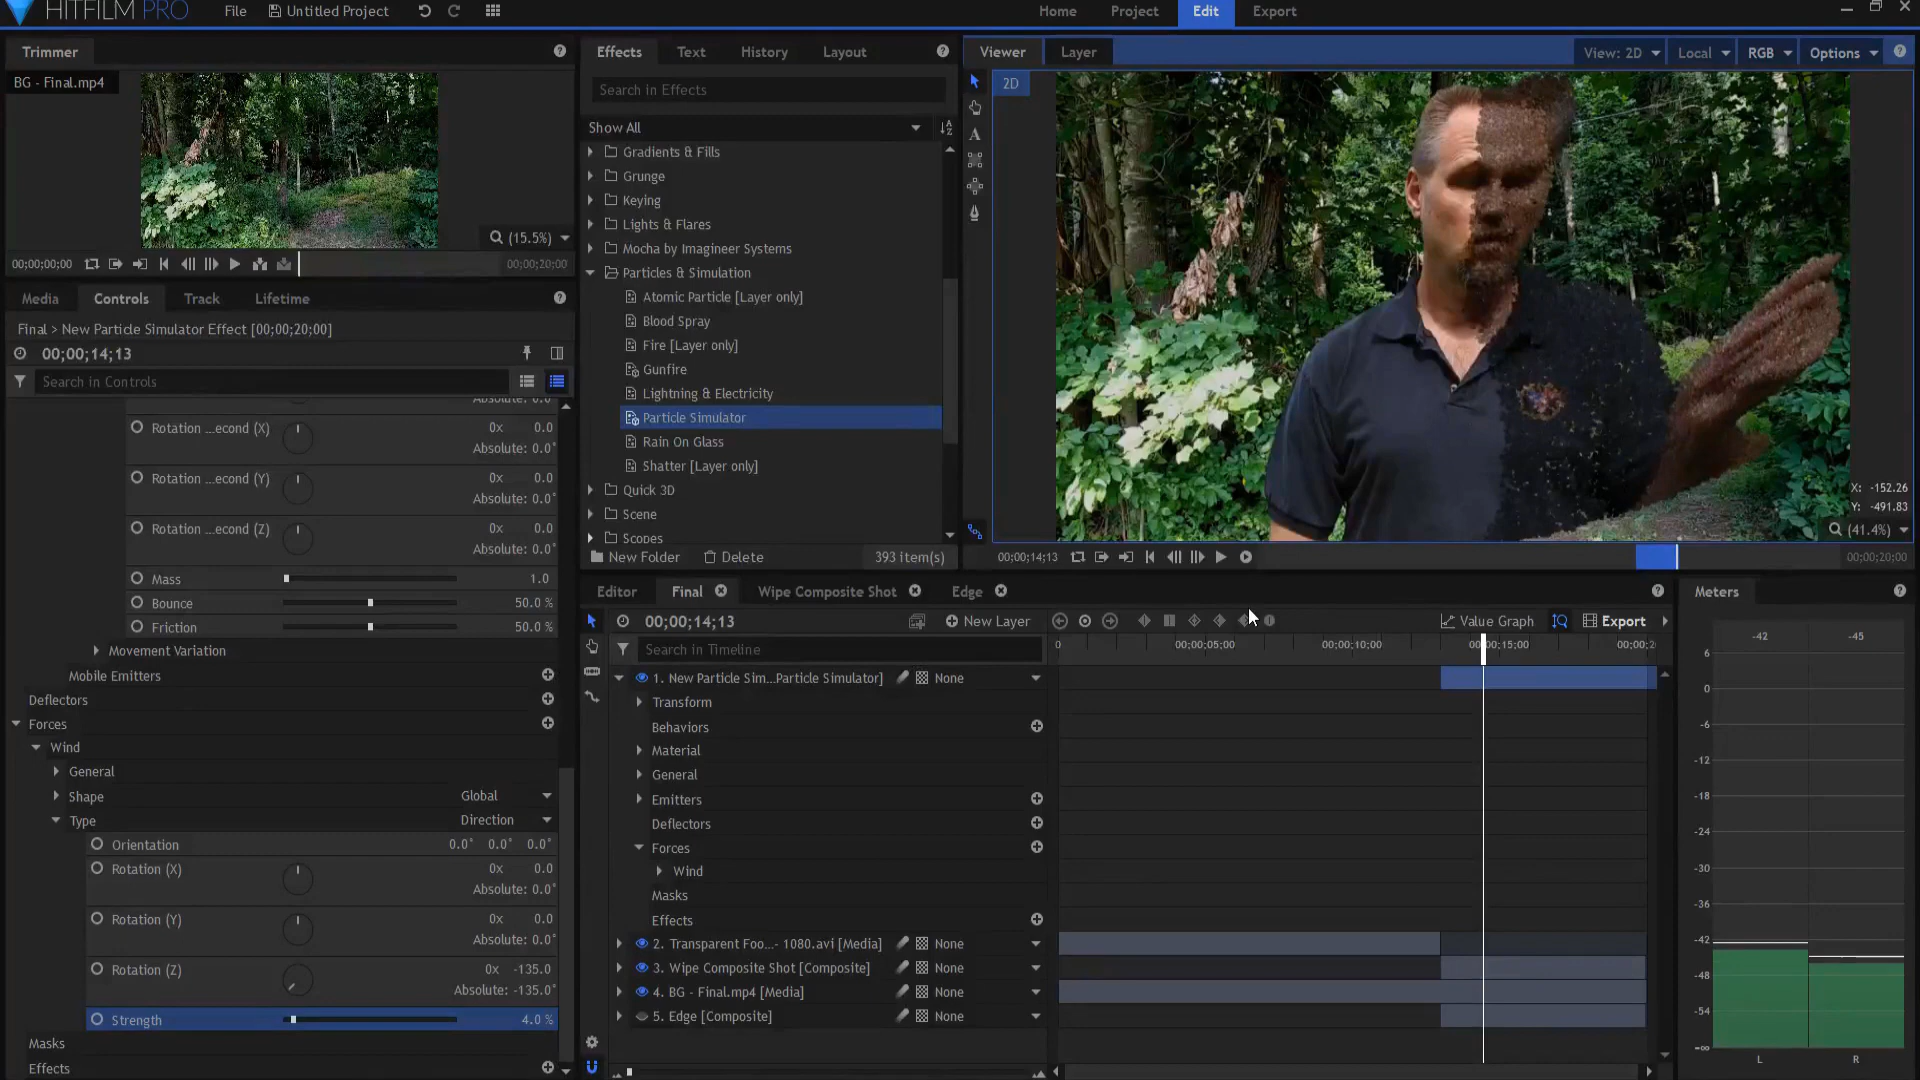 HITFILM PRO
File
Untitled Project
Home
Project
Edit
Export
Trimmer
BG - Final.mp4
(15.5%)
00;00;00;00
00;00;20;00
Media
Controls
Track
Lifetime
Final > New Particle Simulator Effect [00;00;20;00]
00;00;14;13
Search in Controls
Rotation ...econd (X)
0x 0.0
Absolute: 0.0°
Rotation ...econd (Y)
0x 0.0
Absolute: 0.0°
Rotation ...econd (Z)
0x 0.0
Absolute: 0.0°
Mass
1.0
Bounce
50.0 %
Friction
50.0 %
Movement Variation
Mobile Emitters
Deflectors
Forces
Wind
General
Shape
Global
Type
Direction
Orientation
0.0° 0.0° 0.0°
Rotation (X)
0x 0.0
Absolute: 0.0°
Rotation (Y)
0x 0.0
Absolute: 0.0°
Rotation (Z)
0x -135.0
Absolute: -135.0°
Strength
4.0 %
Masks
Effects
Effects
Text
History
Layout
Search in Effects
Show All
Gradients & Fills
Grunge
Keying
Lights & Flares
Mocha by Imagineer Systems
Particles & Simulation
Atomic Particle [Layer only]
Blood Spray
Fire [Layer only]
Gunfire
Lightning & Electricity
Particle Simulator
Rain On Glass
Shatter [Layer only]
Quick 3D
Scene
Scopes
New Folder
Delete
393 item(s)
Viewer
Layer
View: 2D
Local
RGB
Options
2D
X: -152.26
Y: -491.83
(41.4%)
00;00;14;13
00;00;20;00
Editor
Final
Wipe Composite Shot
Edge
00;00;14;13
New Layer
Value Graph
Export
Search in Timeline
0
00;00;05;00
00;00;10;00
1. New Particle Sim...Particle Simulator]
None
Transform
Behaviors
Material
General
Emitters
Deflectors
Forces
Wind
Masks
Effects
2. Transparent Foo...- 1080.avi [Media]
None
3. Wipe Composite Shot [Composite]
None
4. BG - Final.mp4 [Media]
None
5. Edge [Composite]
None
Meters
-42
-45
6
0
-6
-12
-18
-24
-30
-36
-42
-48
-54
-∞
L
R